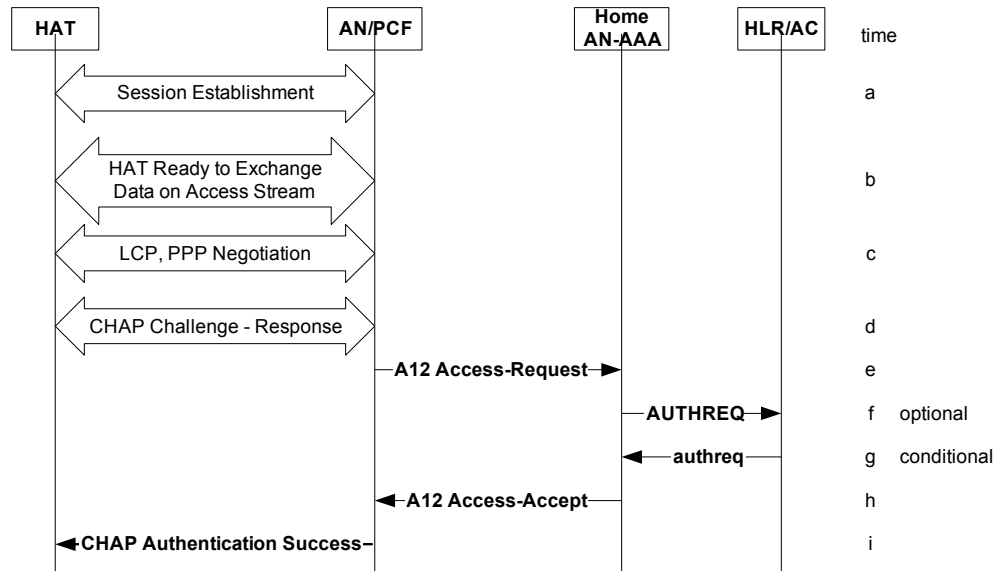 HAT
AN/PCF
Home
AN-AAA
HLR/AC
time
Session Establishment
a
HAT Ready to Exchange
Data on Access Stream
b
LCP, PPP Negotiation
c
CHAP Challenge - Response
d
A12 Access-Request
e
AUTHREQ
f optional
authreq
g conditional
A12 Access-Accept
h
CHAP Authentication Success
i